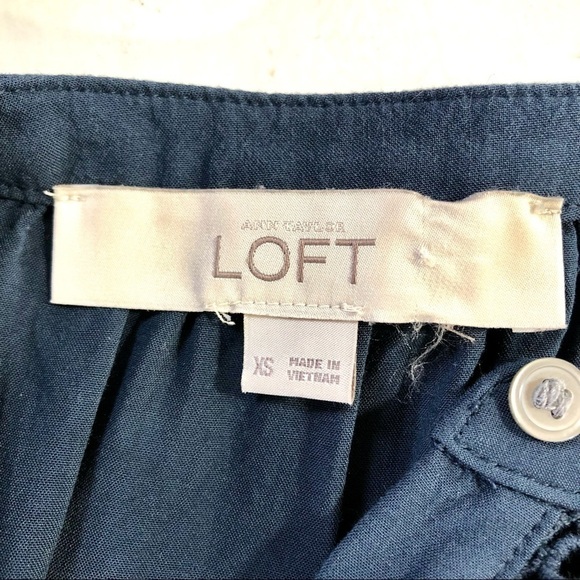 ANN TAYLOR
LOFT
XS
MADE IN
VIETNAM